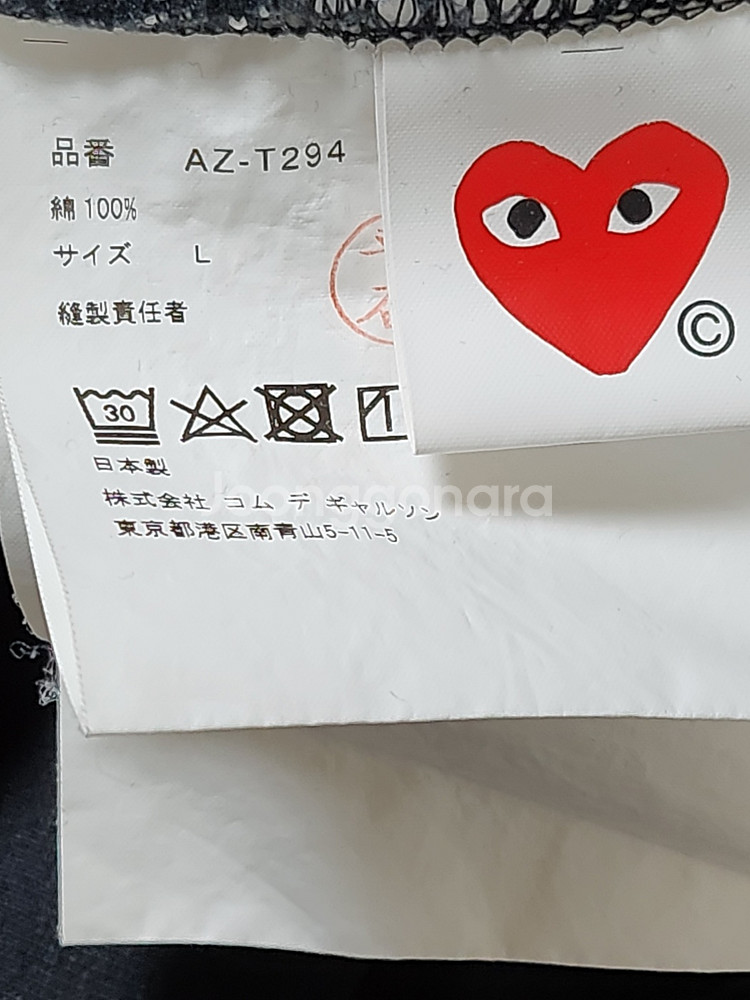 品番 AZ-T294
綿 100%
サイズ L
縫製責任者
30
©
日本製
株式会社 コム デ ギャルソン
東京都港区南青山5-11-5
Joonggonara